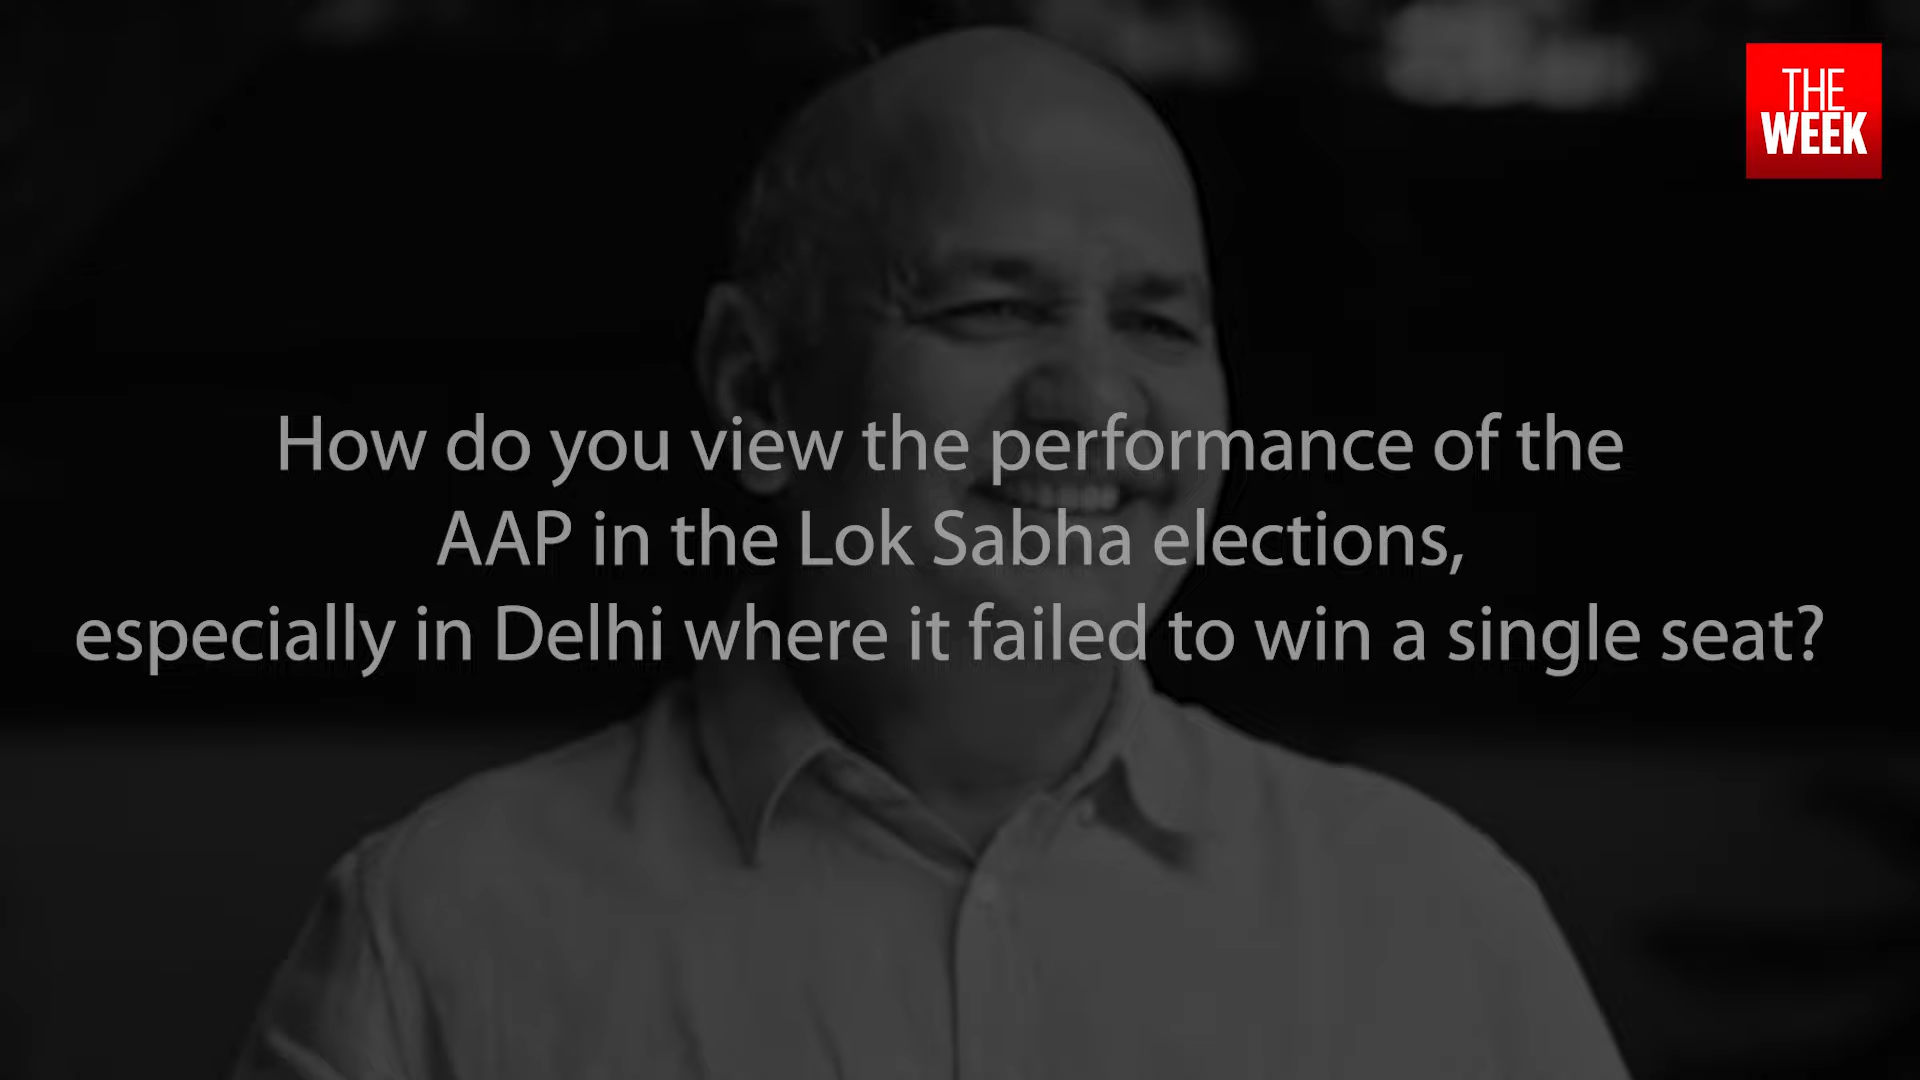 THE
WEEK
How do you view the performance of the
AAP in the Lok Sabha elections,
especially in Delhi where it failed to win a single seat?